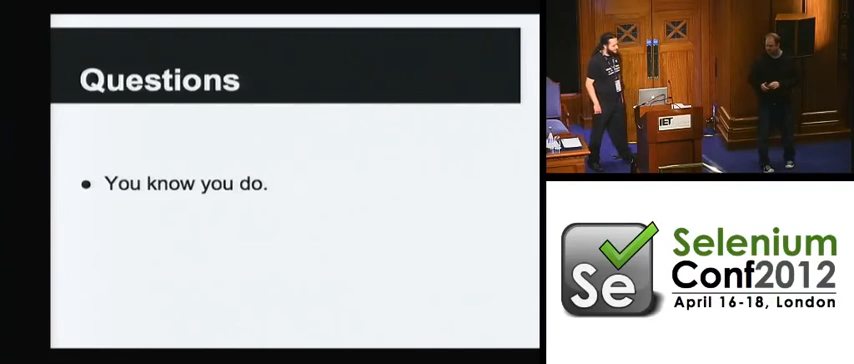 Questions
• You know you do.
IET
Se
Selenium
Conf2012
April 16-18, London